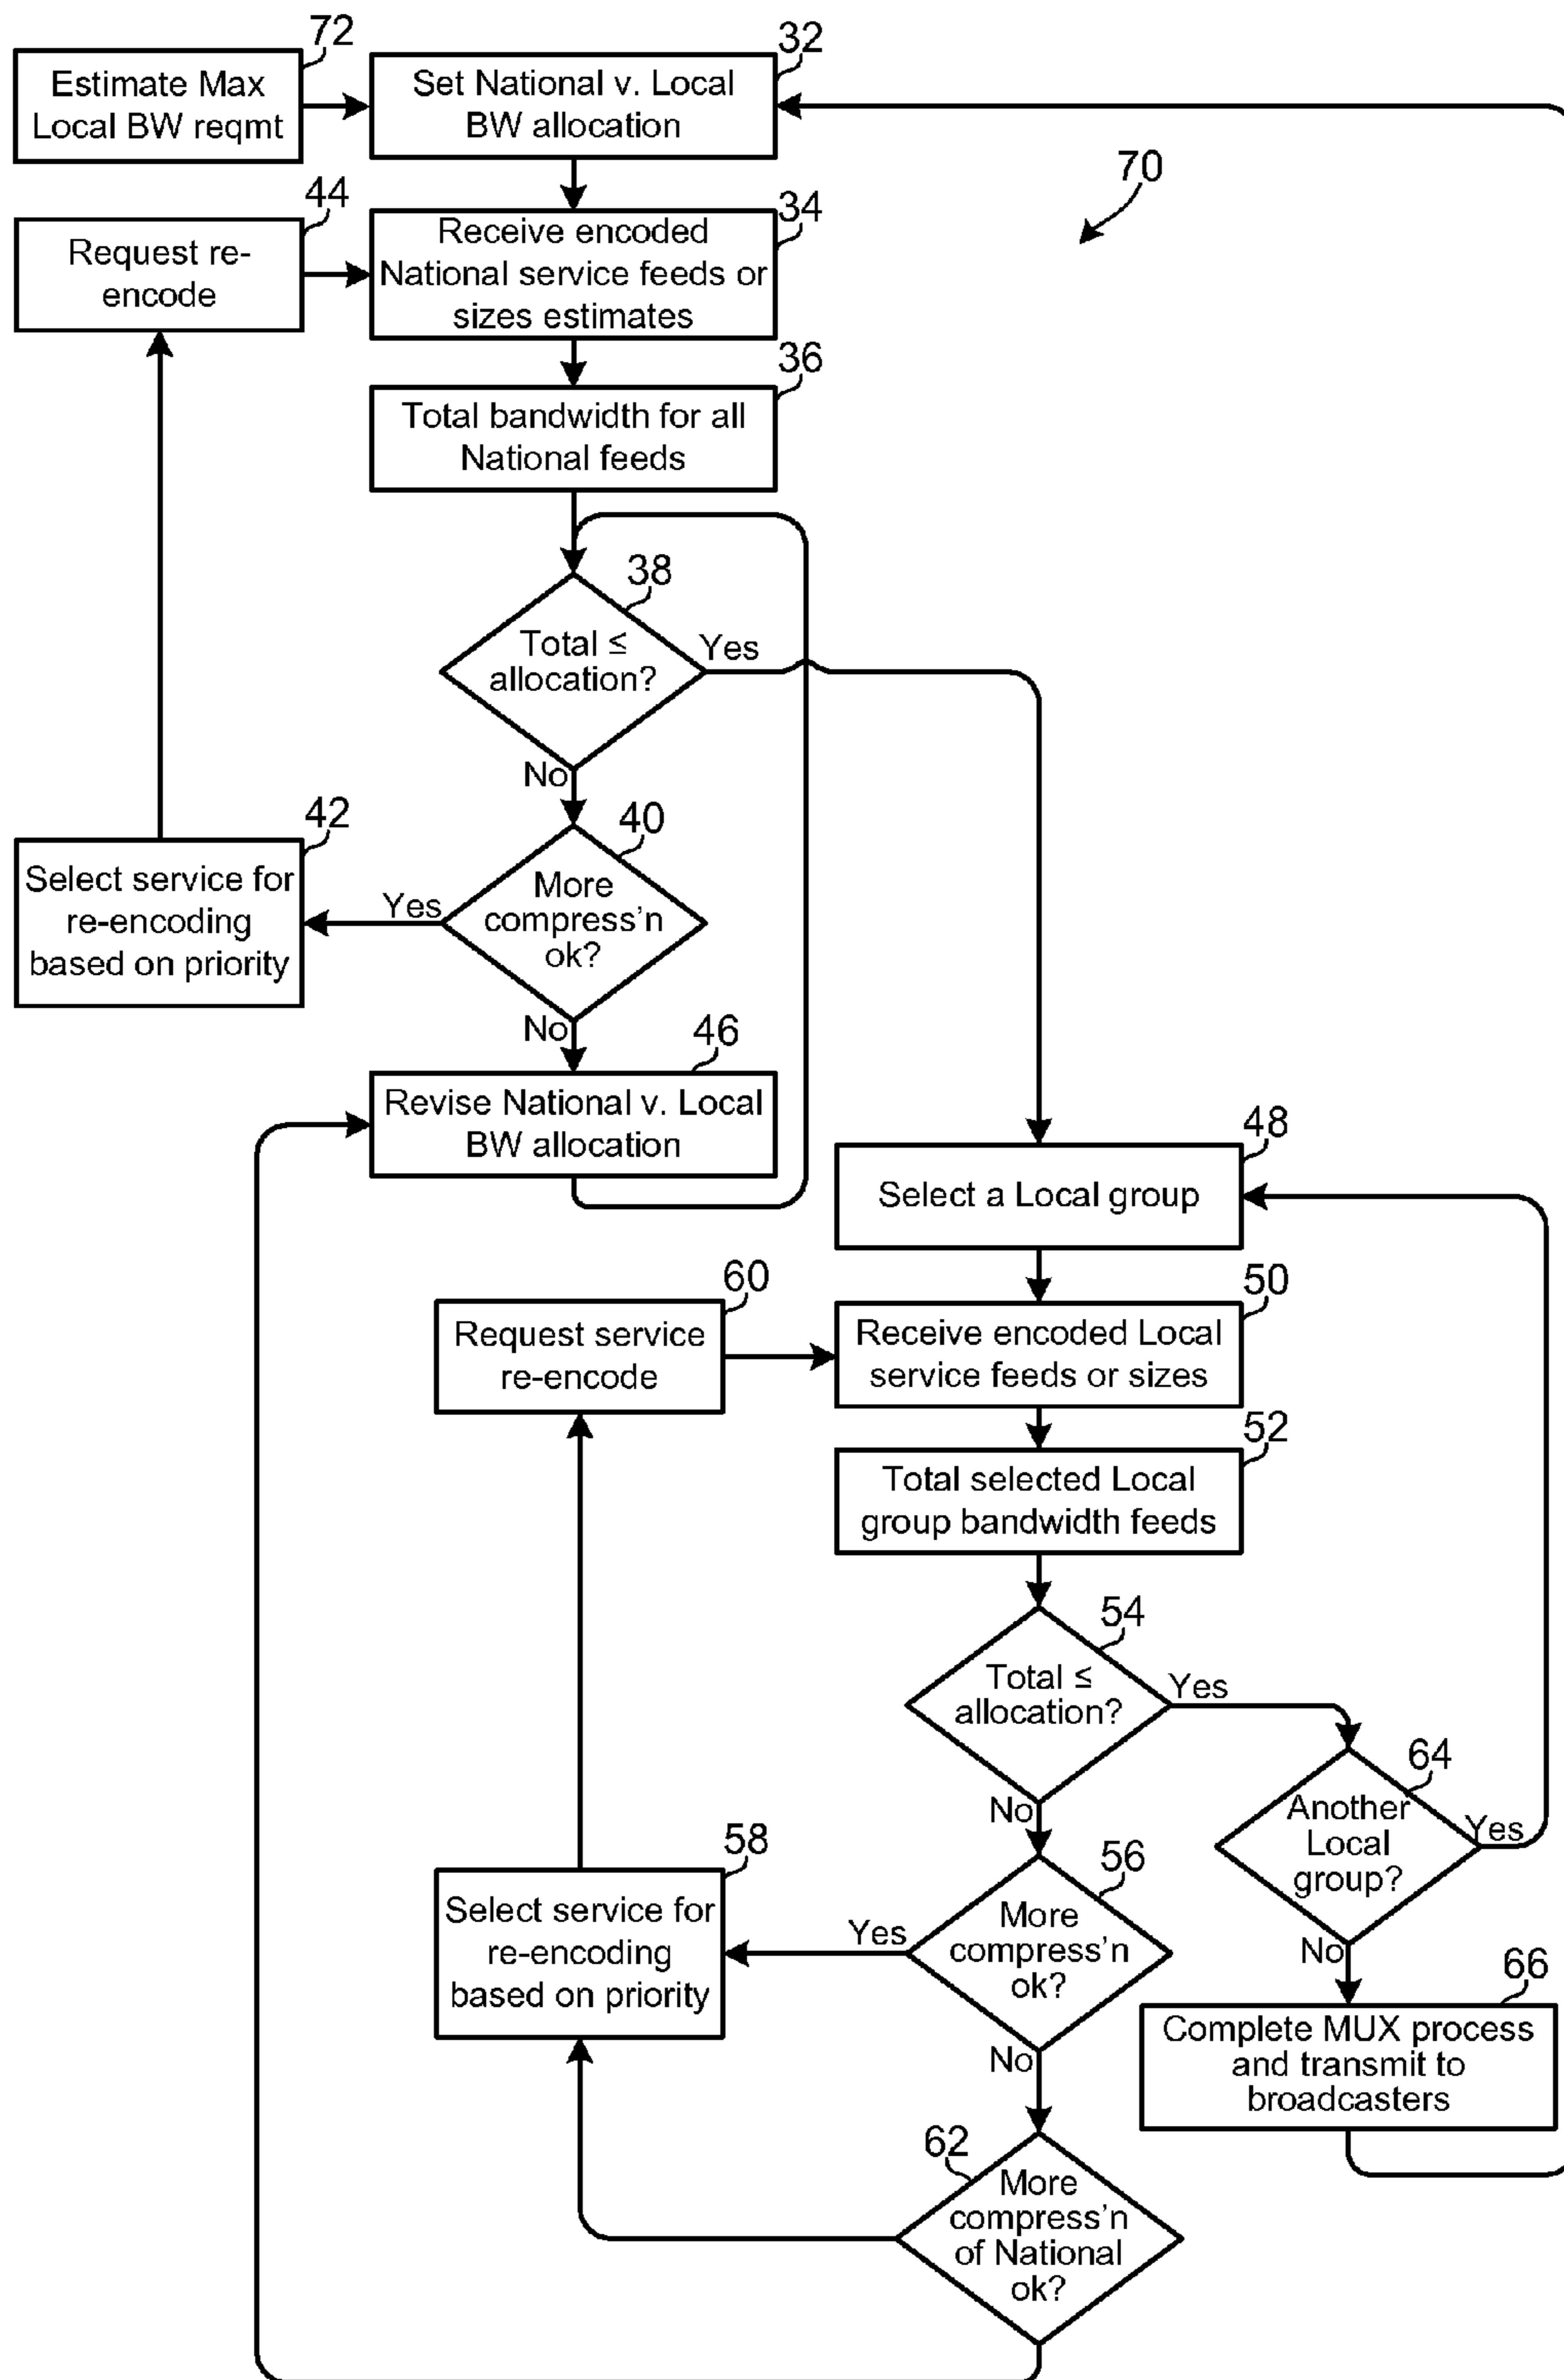 72
Estimate Max
Local BW reqmt
32
Set National v. Local
BW allocation
70
44
Request re-
encode
34
Receive encoded
National service feeds or
sizes estimates
36
Total bandwidth for all
National feeds
38
Total ≤
allocation?
Yes
No
40
More
compress'n
ok?
Yes
No
42
Select service for
re-encoding
based on priority
46
Revise National v. Local
BW allocation
48
Select a Local group
60
Request service
re-encode
50
Receive encoded Local
service feeds or sizes
52
Total selected Local
group bandwidth feeds
54
Total ≤
allocation?
Yes
No
64
Another
Local
group?
Yes
No
58
Select service for
re-encoding
based on priority
56
More
compress'n
ok?
Yes
No
66
Complete MUX process
and transmit to
broadcasters
62
More
compress'n
of National
ok?